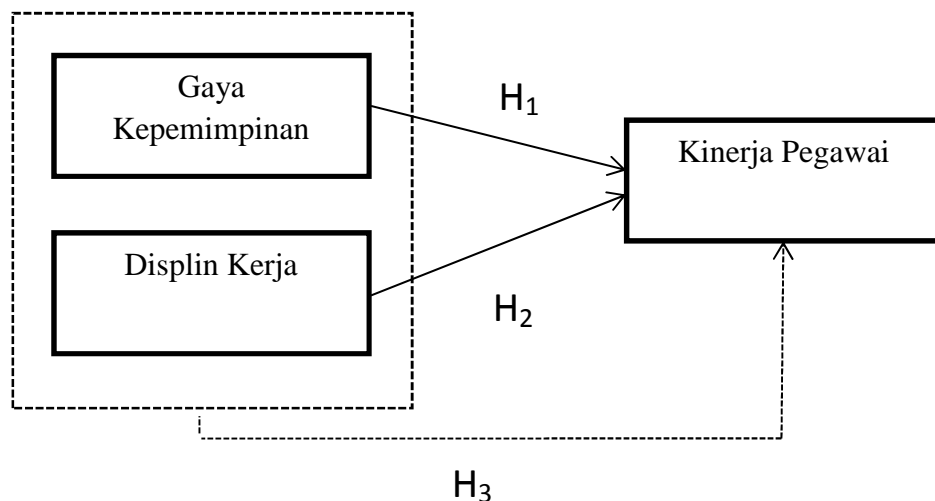 Gaya
Kepemimpinan
H₁
Kinerja Pegawai
Displin Kerja
H₂
H₃